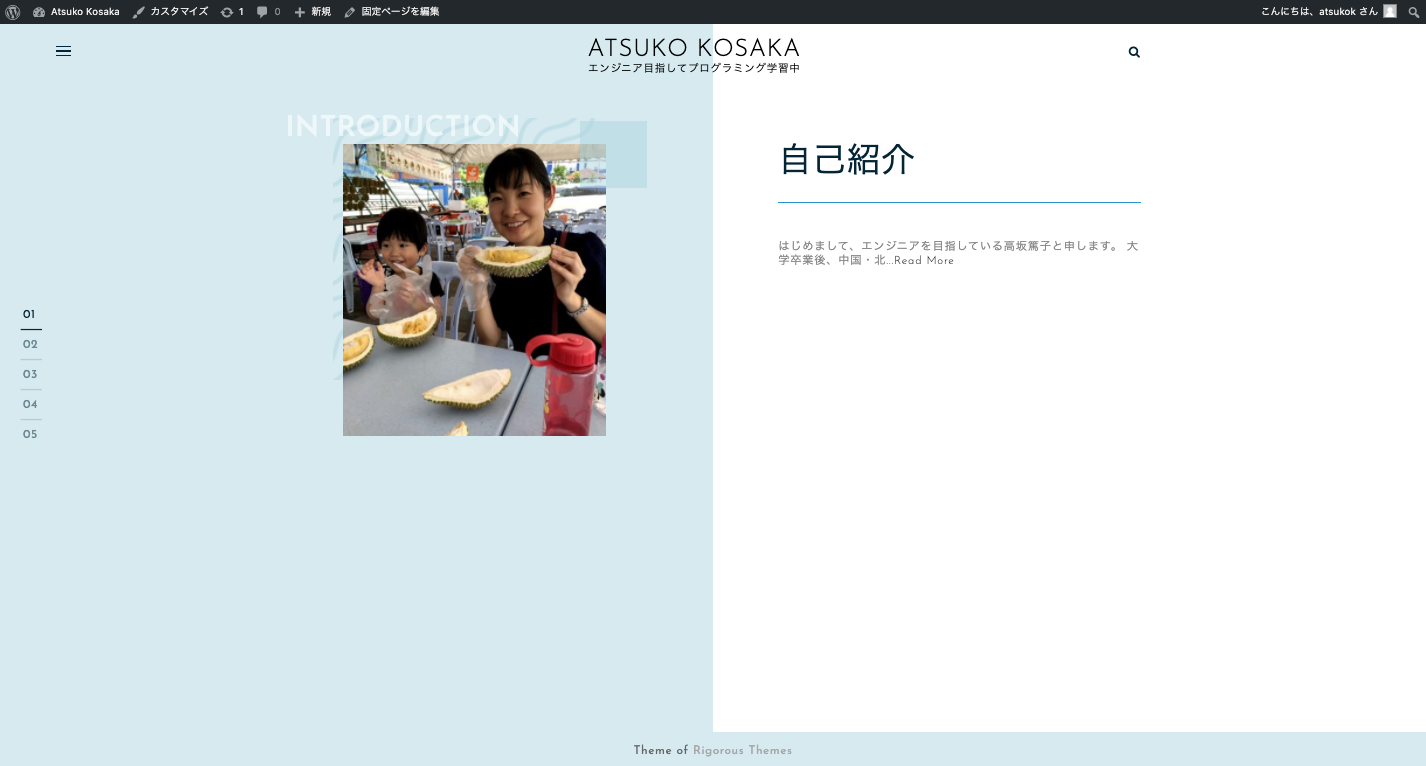 Atsuko Kosaka カスタマイズ 1 0 新規 固定ページを編集 こんにちは、atsukok さん
ATSUKO KOSAKA
エンジニア目指してプログラミング学習中
INTRODUCTION
自己紹介
はじめまして、エンジニアを目指している高坂篤子と申します。 大
学卒業後、中国・北...Read More
01
02
03
04
05
Theme of Rigorous Themes